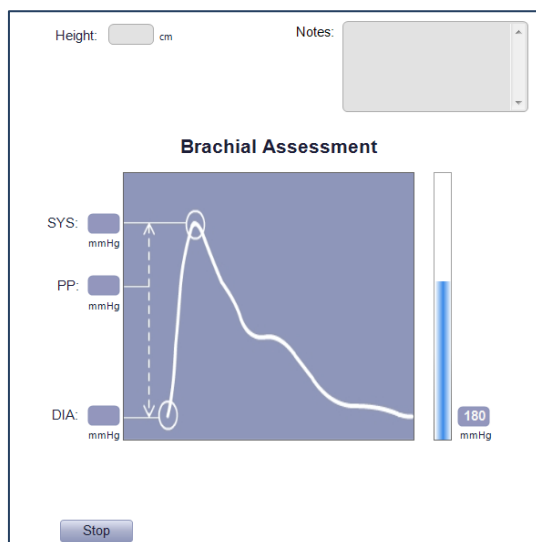 Height: cm
Notes:
Brachial Assessment
SYS:
mmHg
PP:
mmHg
DIA:
mmHg
180
mmHg
Stop